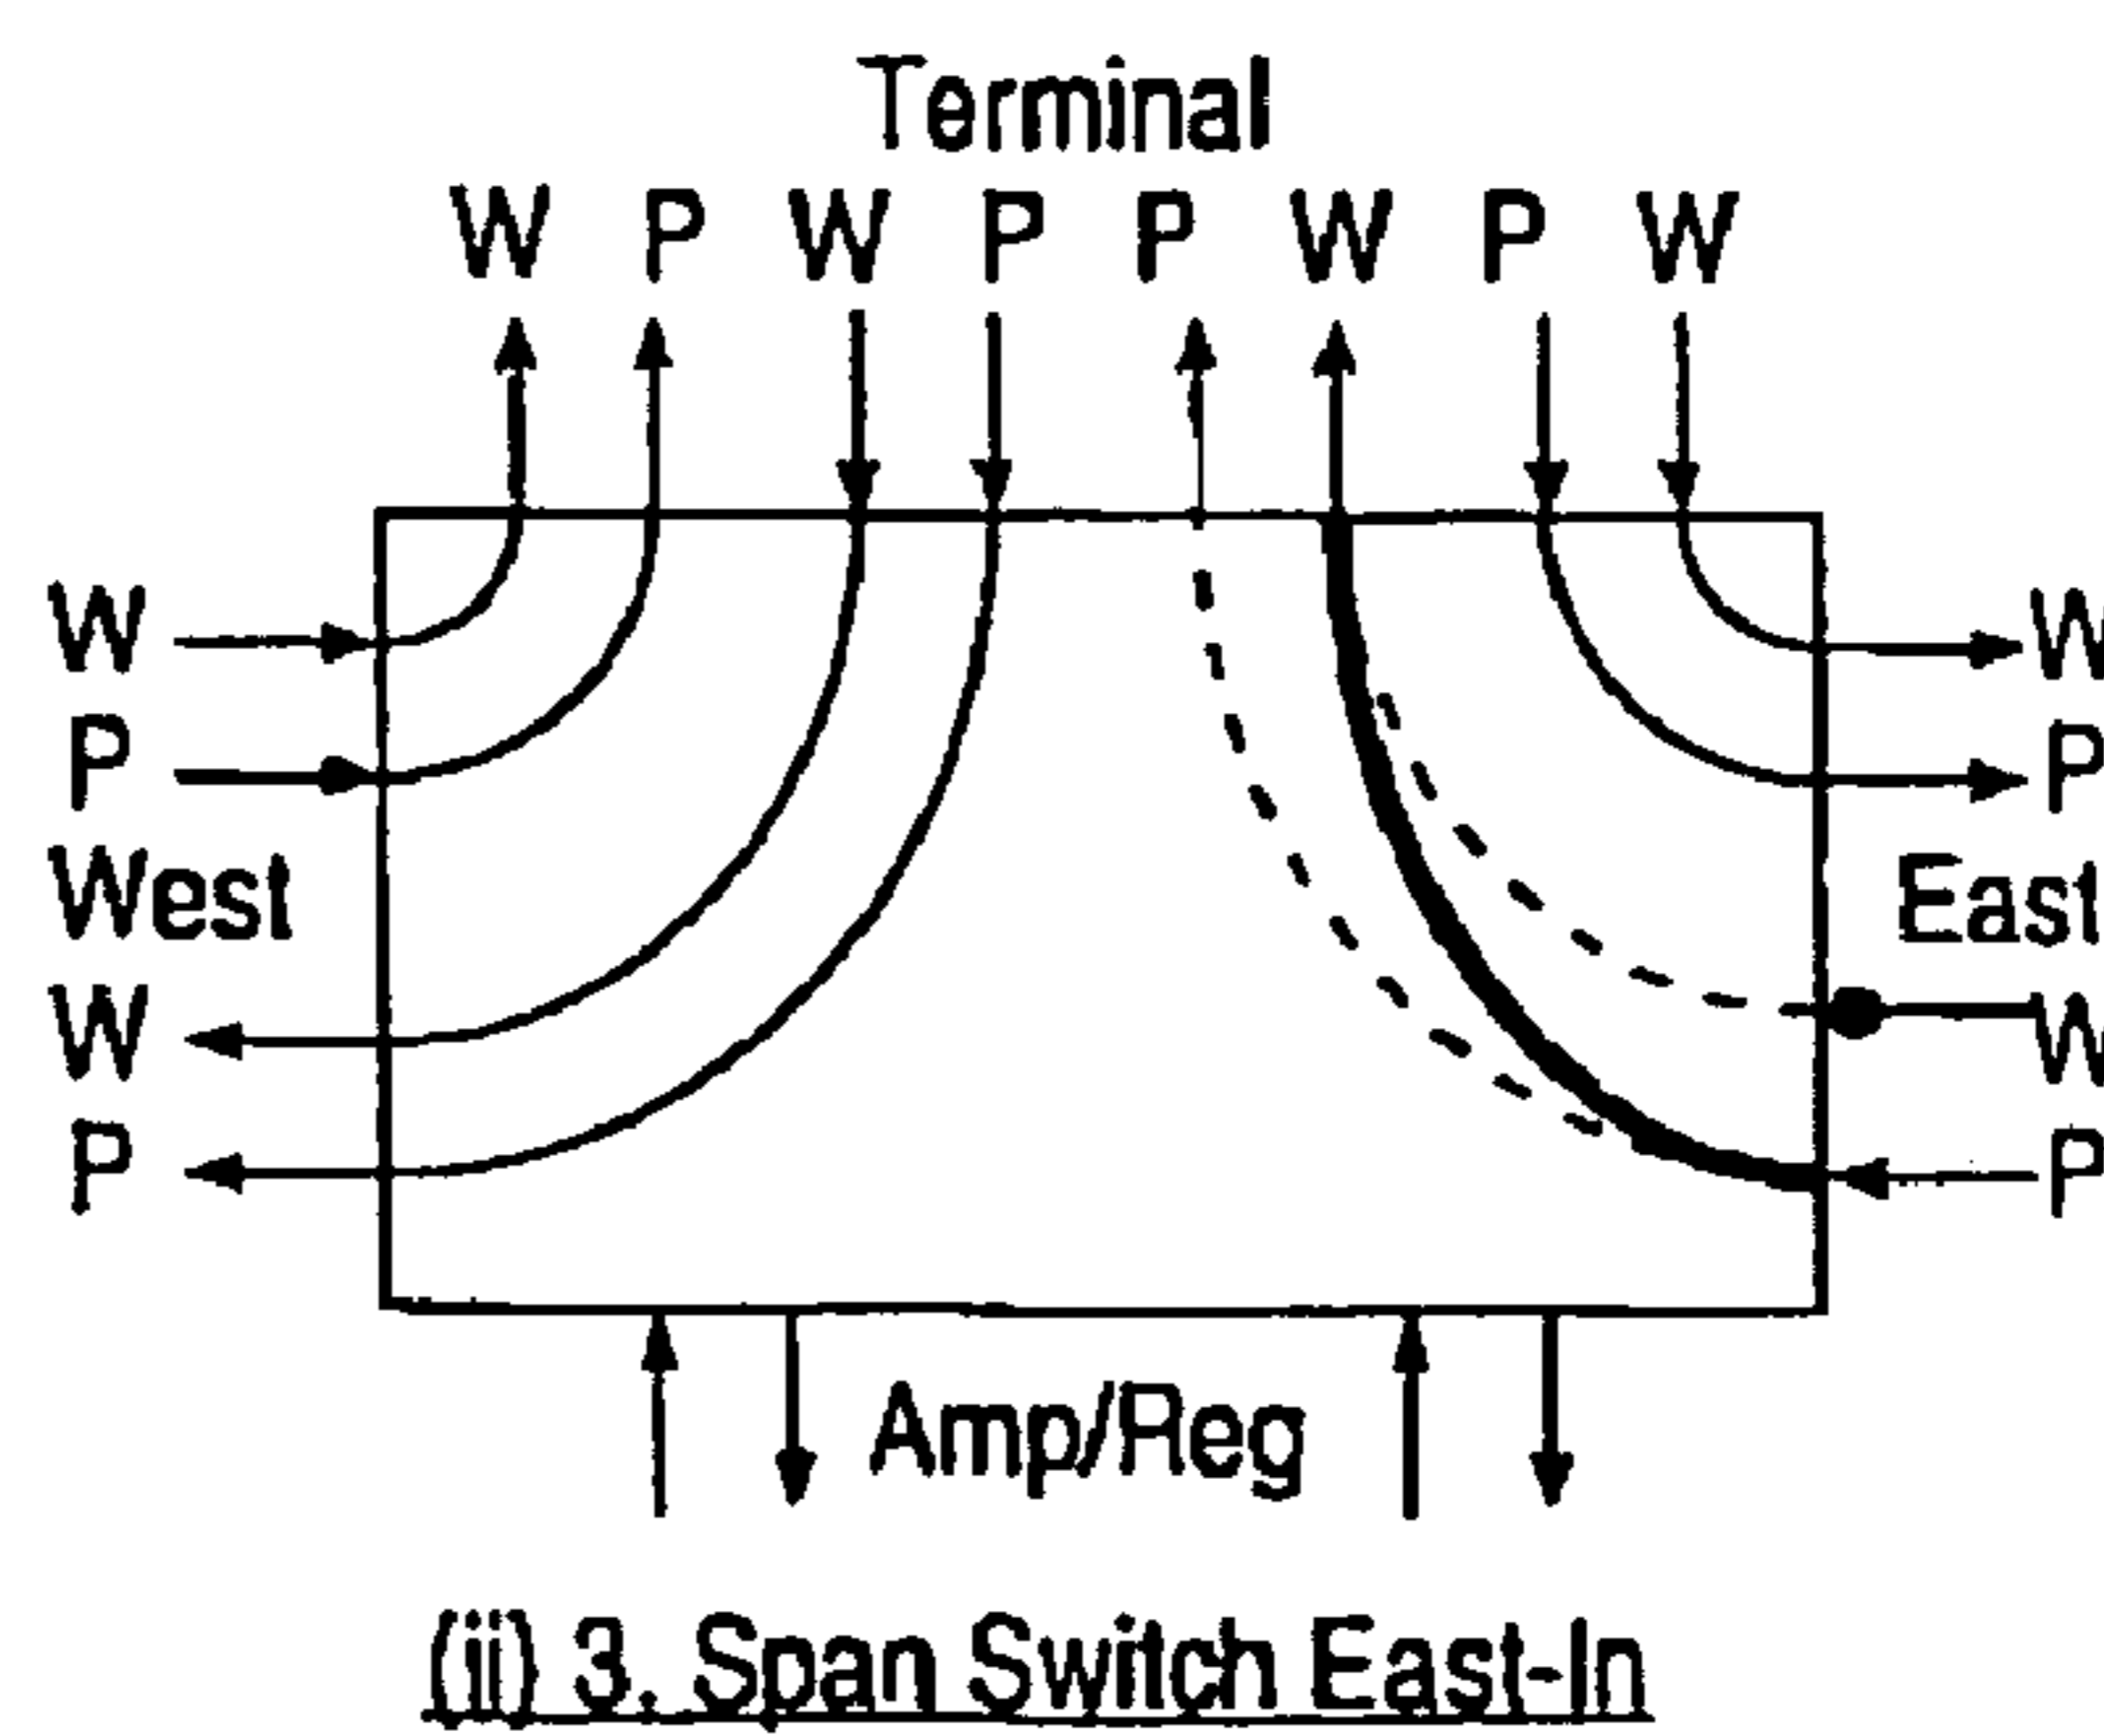 Terminal
W P W P P W P W
W W
P P
West East
W W
P P
Amp/Reg
(ii) 3. Span Switch East-In